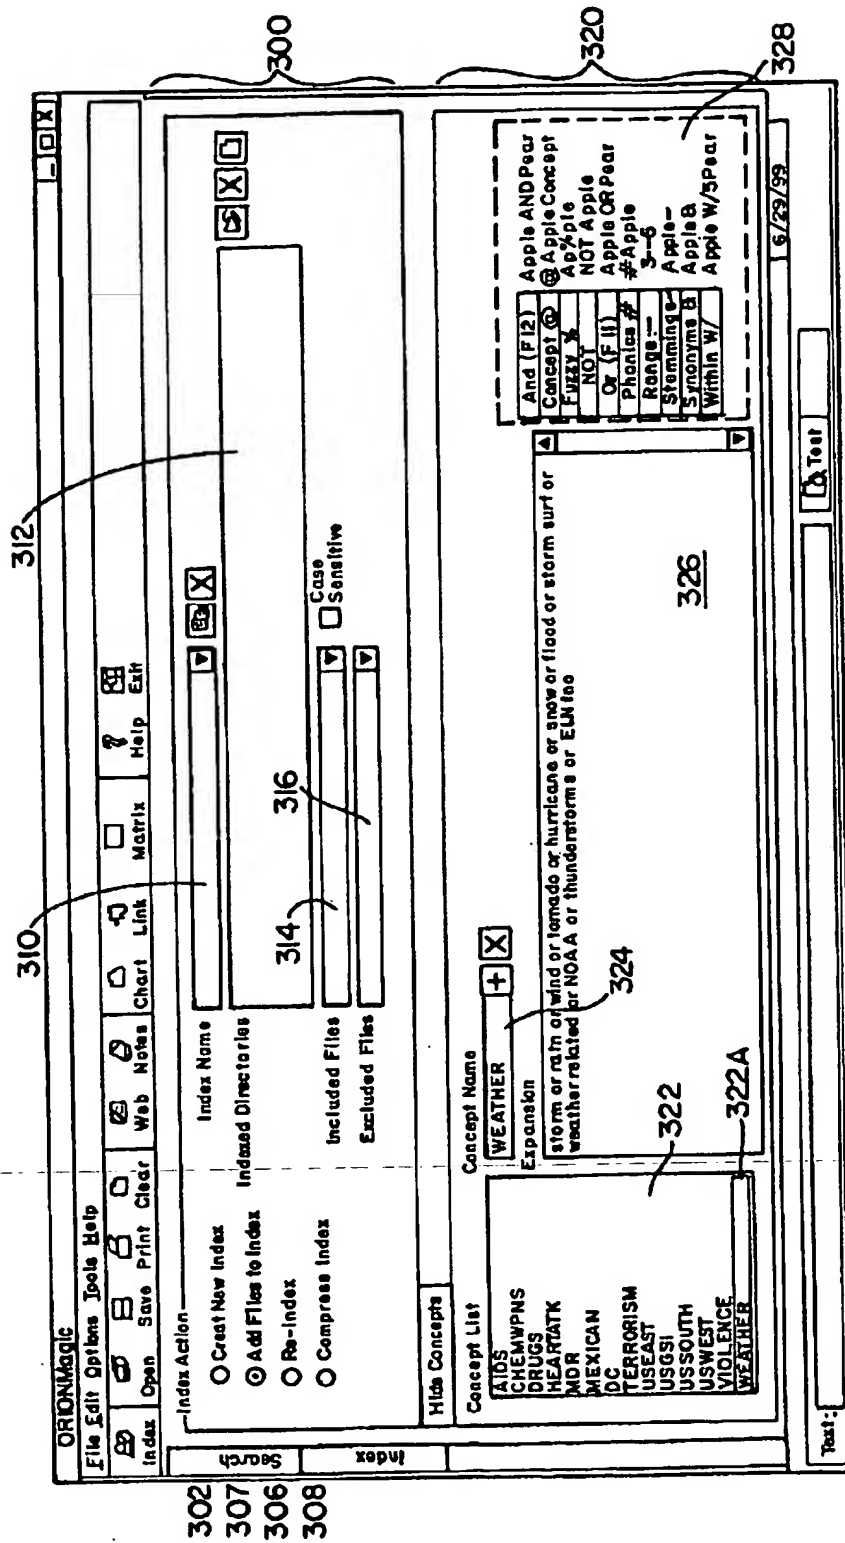 ORIONMagic
File Edit Options Tools Help
Index Open Save Print Clear Web Notes Chart Link Matrix Help Exit
Search
Index
Index Action
Creat New Index
Add Files to Index
Re-Index
Compress Index
Index Name
Indexed Directories
Included Files
Excluded Files
Case
Sensitive
Hide Concepts
Concept List
AIDS
CHEMWPNS
DRUGS
HEARTATK
MDR
MEXICAN
DC
TERRORISM
USEAST
USGSI
USSOUTH
USWEST
VIOLENCE
WEATHER
Concept Name
WEATHER + X
Expansion
storm or rain or wind or tornado or hurricane or snow or flood or storm surf or
weather related or NOAA or thunderstorms or ELNino
And (F12) Apple AND Pear
Concept @ @ Apple Concept
Fuzzy % Ap%ple
NOT NOT Apple
Or (F11) Apple OR Pear
Phonics # #Apple
Range:-- 3--6
Stemming~ Apple~
Synonyms & Apple&
Within W/ Apple W/5Pear
Text:
Test
6/29/99
300
302
307
306
308
310
312
314
316
320
322
322A
324
326
328